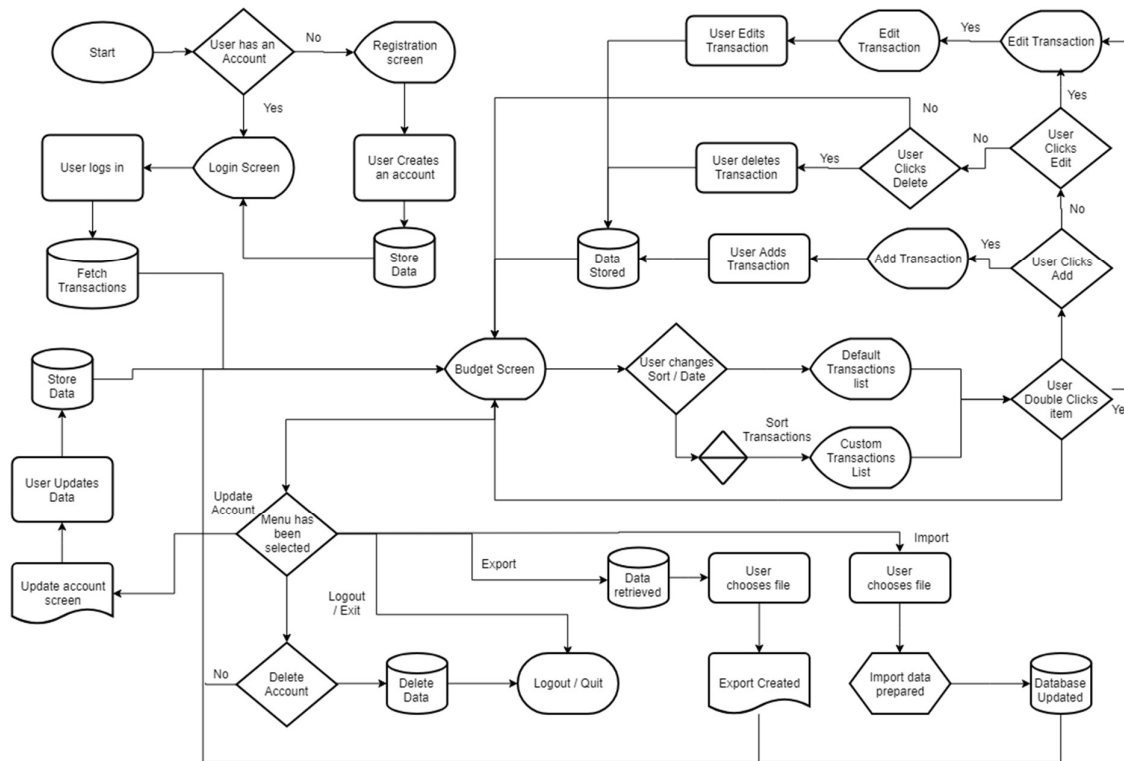 Start
User has an
Account
No
Yes
Registration
screen
User logs in
Login Screen
User Creates
an account
Fetch
Transactions
Store
Data
User Edits
Transaction
Edit
Transaction
Yes
Edit Transaction
No
Yes
User deletes
Transaction
Yes
User
Clicks
Delete
No
User
Clicks
Edit
No
Data
Stored
User Adds
Transaction
Add Transaction
Yes
User Clicks
Add
Store
Data
Budget Screen
User changes
Sort / Date
Default
Transactions
list
User
Double Clicks
item
Sort
Transactions
Custom
Transactions
List
User Updates
Data
Update
Account
Menu has
been
selected
Update account
screen
Export
Data
retrieved
User
chooses file
Import
User
chooses file
Logout
/ Exit
No
Delete
Account
Delete
Data
Logout / Quit
Export Created
Import data
prepared
Database
Updated